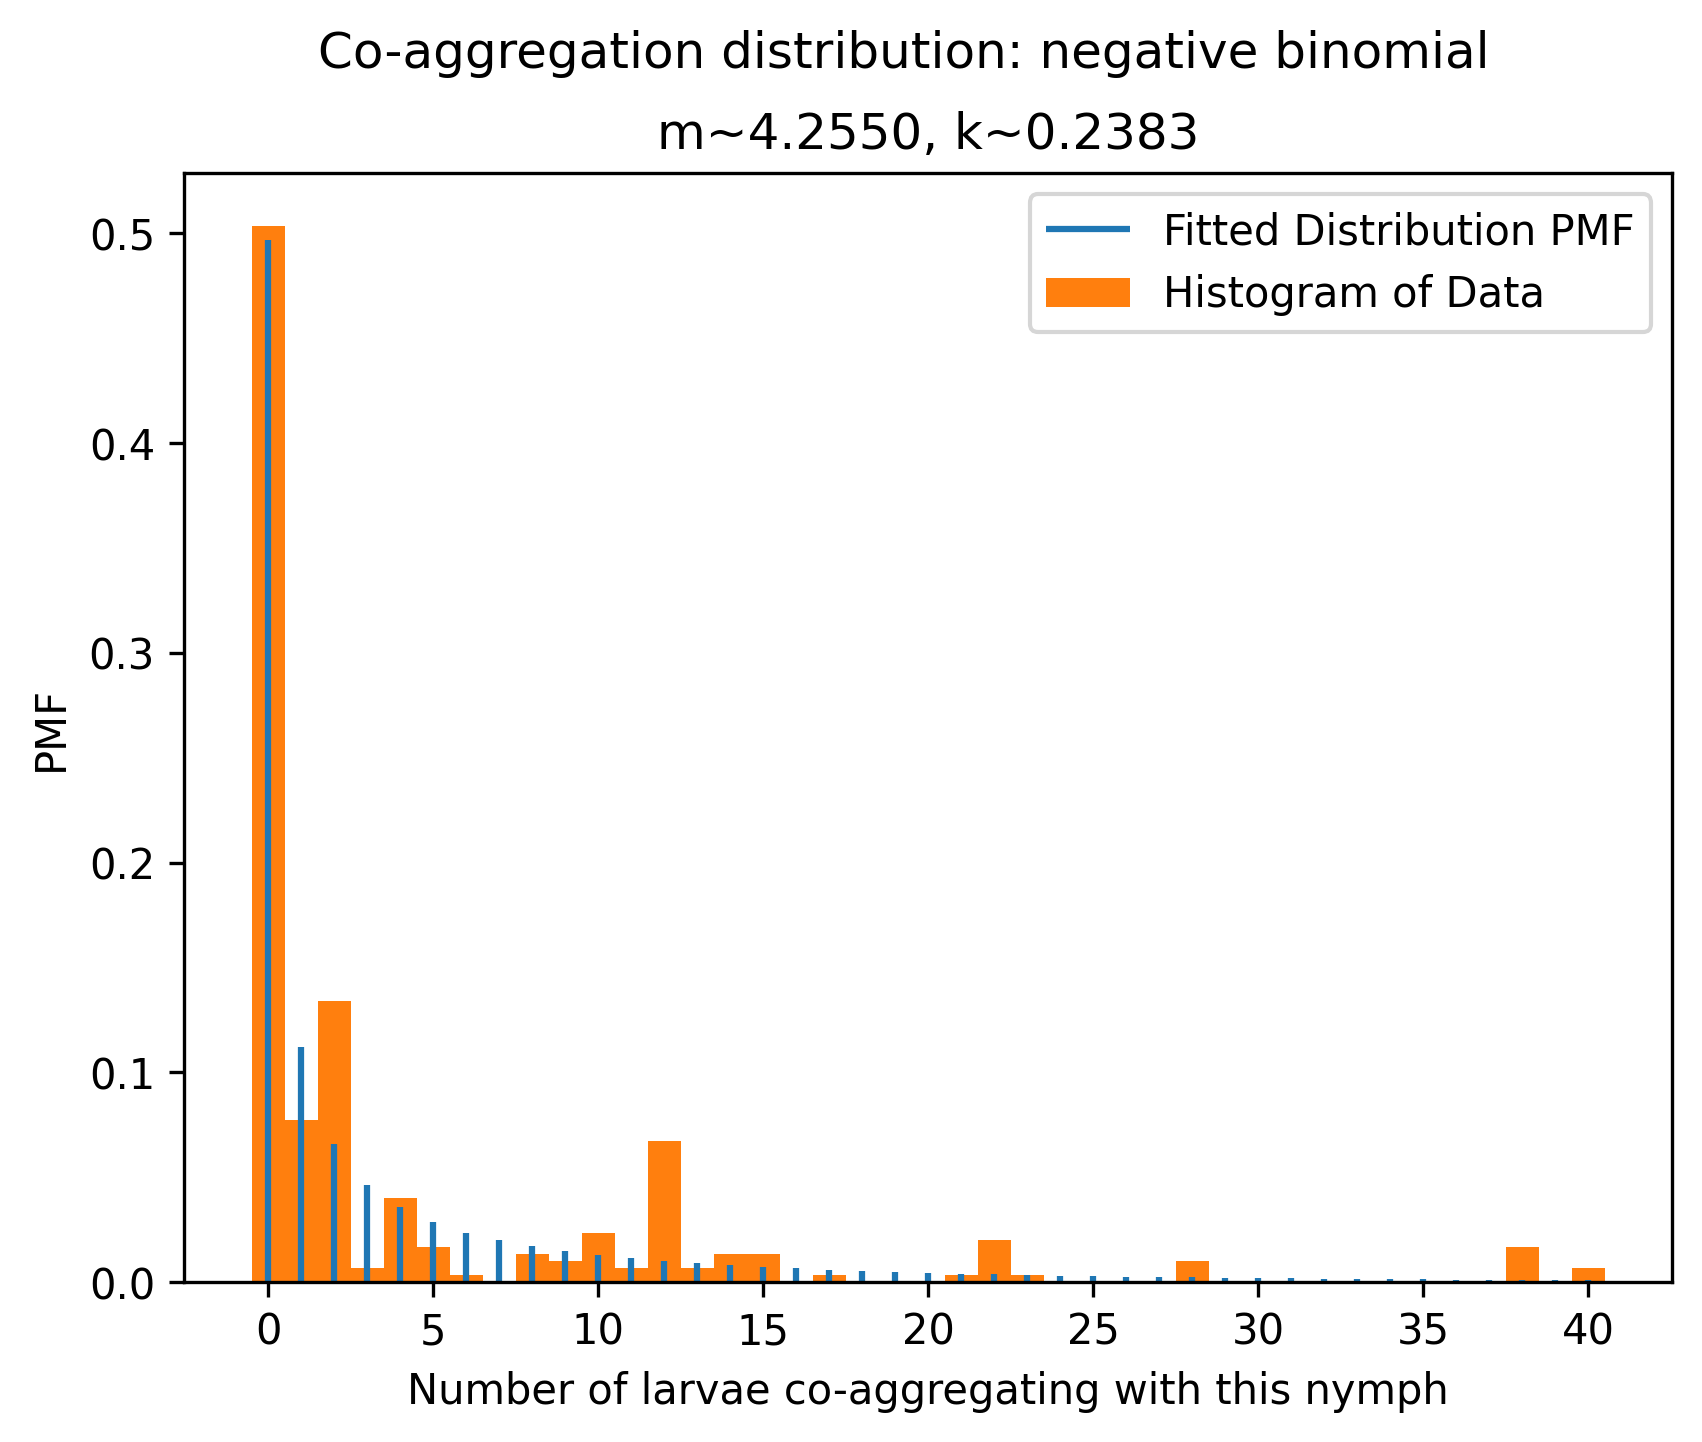 Co-aggregation distribution: negative binomial
m~4.2550, k~0.2383
Fitted Distribution PMF
Histogram of Data
PMF
0.5
0.4
0.3
0.2
0.1
0.0
0 5 10 15 20 25 30 35 40
Number of larvae co-aggregating with this nymph